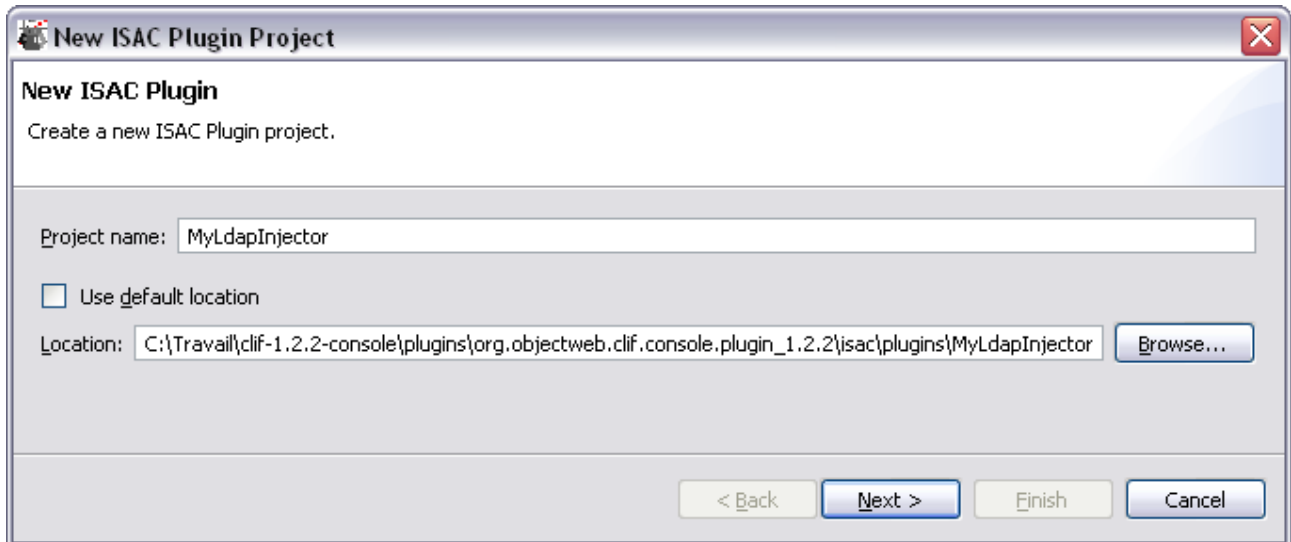 New ISAC Plugin Project
New ISAC Plugin
Create a new ISAC Plugin project.
Project name: MyLdapInjector
Use default location
Location: C:\Travail\clif-1.2.2-console\plugins\org.objectweb.clif.console.plugin_1.2.2\isac\plugins\MyLdapInjector Browse...
< Back Next > Finish Cancel